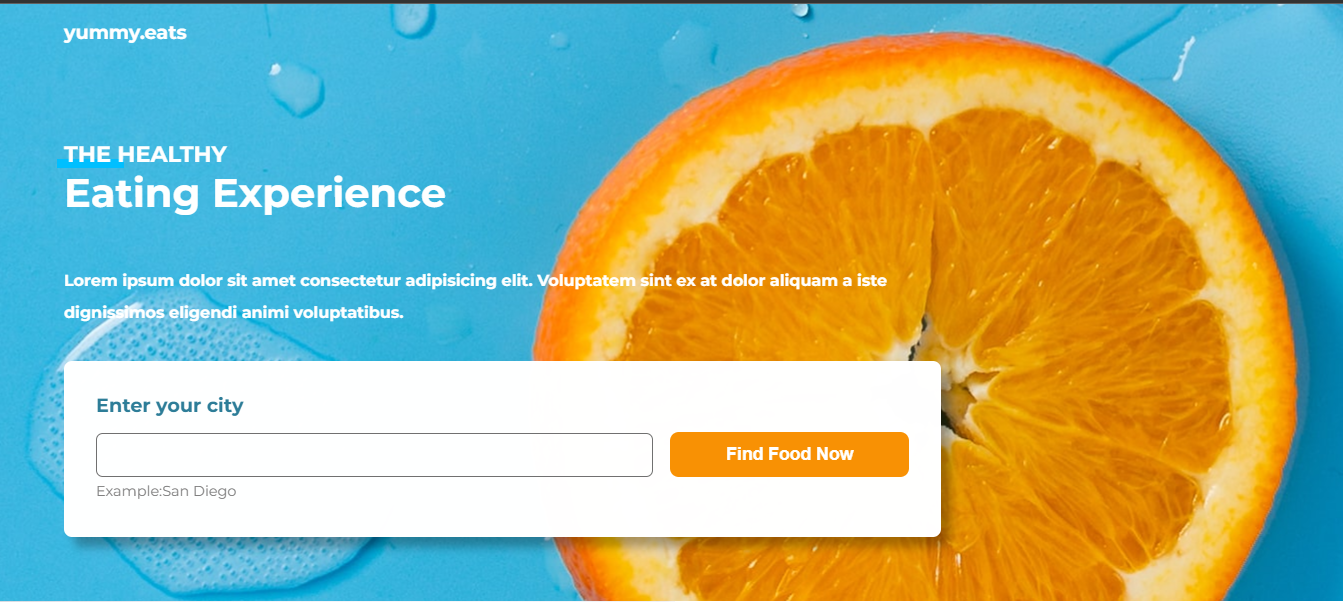 yummy.eats
THE HEALTHY
Eating Experience
Lorem ipsum dolor sit amet consectetur adipisicing elit. Voluptatem sint ex at dolor aliquam a iste
dignissimos eligendi animi voluptatibus.
Enter your city
Find Food Now
Example:San Diego